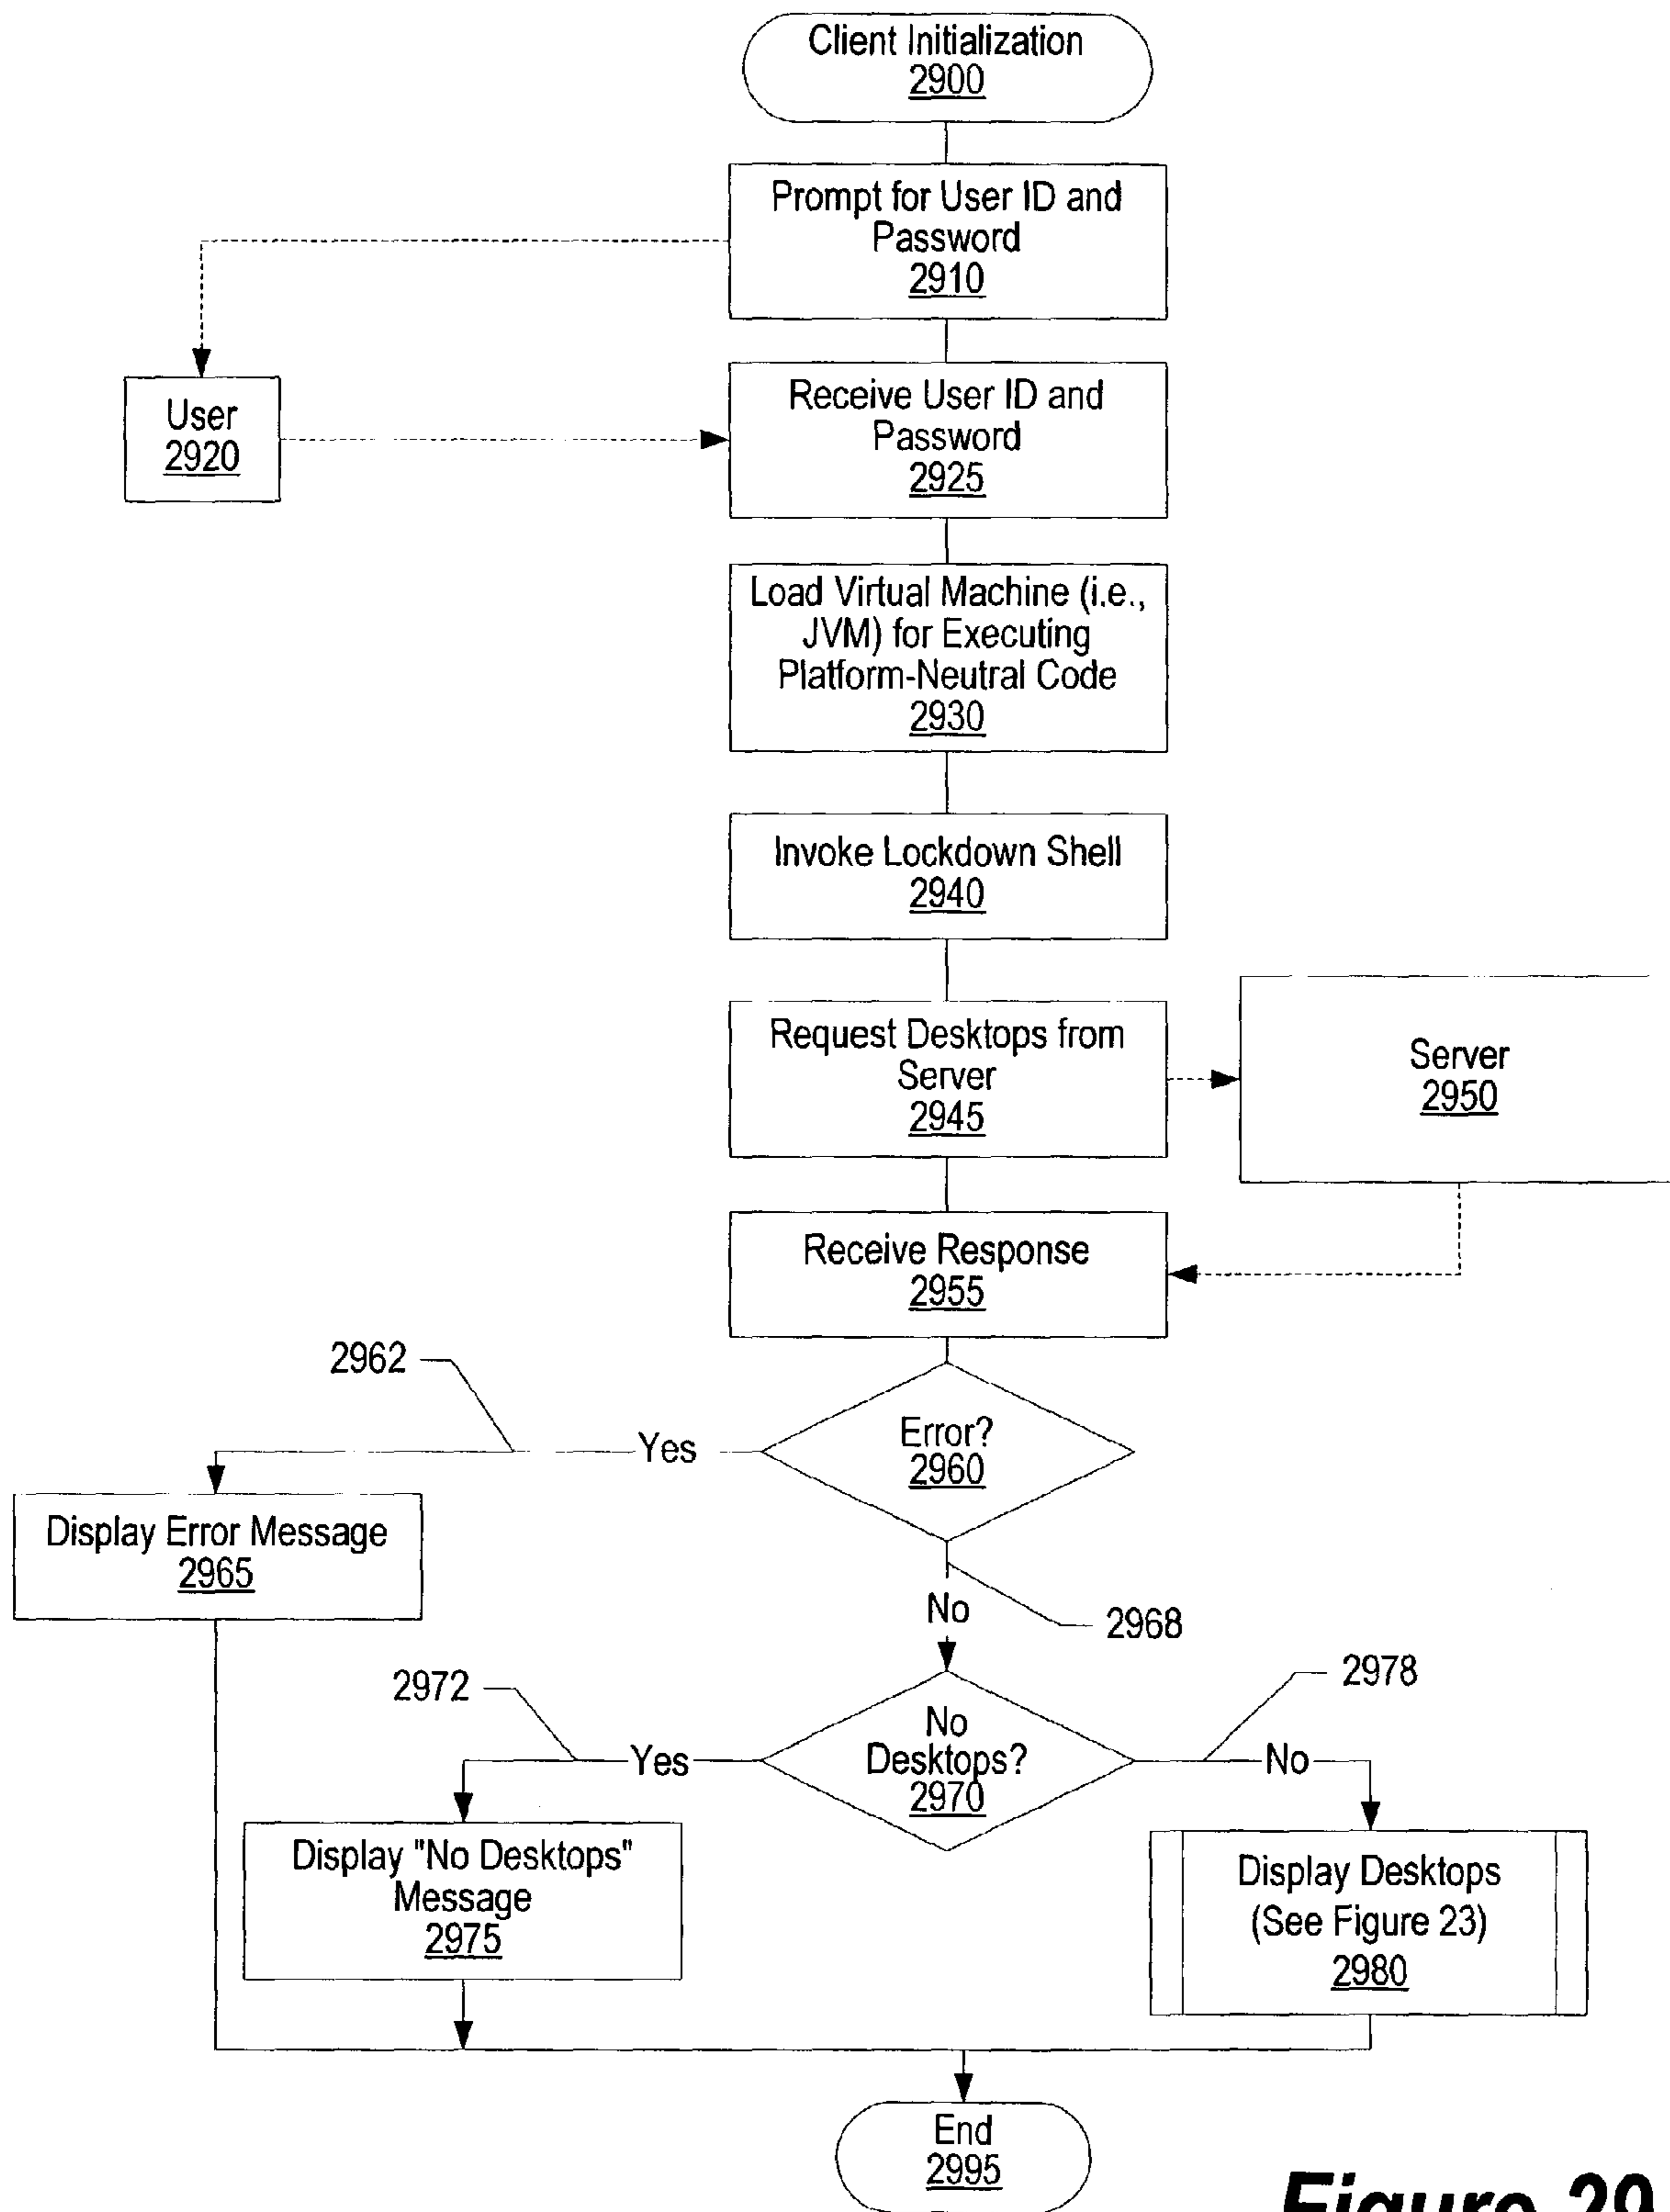 Client Initialization
2900
Prompt for User ID and
Password
2910
User
2920
Receive User ID and
Password
2925
Load Virtual Machine (i.e.,
JVM) for Executing
Platform-Neutral Code
2930
Invoke Lockdown Shell
2940
Request Desktops from
Server
2945
Server
2950
Receive Response
2955
2962
Yes
Error?
2960
Display Error Message
2965
No
2968
2972
2978
Yes
No
Desktops?
2970
No
Display "No Desktops"
Message
2975
Display Desktops
(See Figure 23)
2980
End
2995
Figure 29